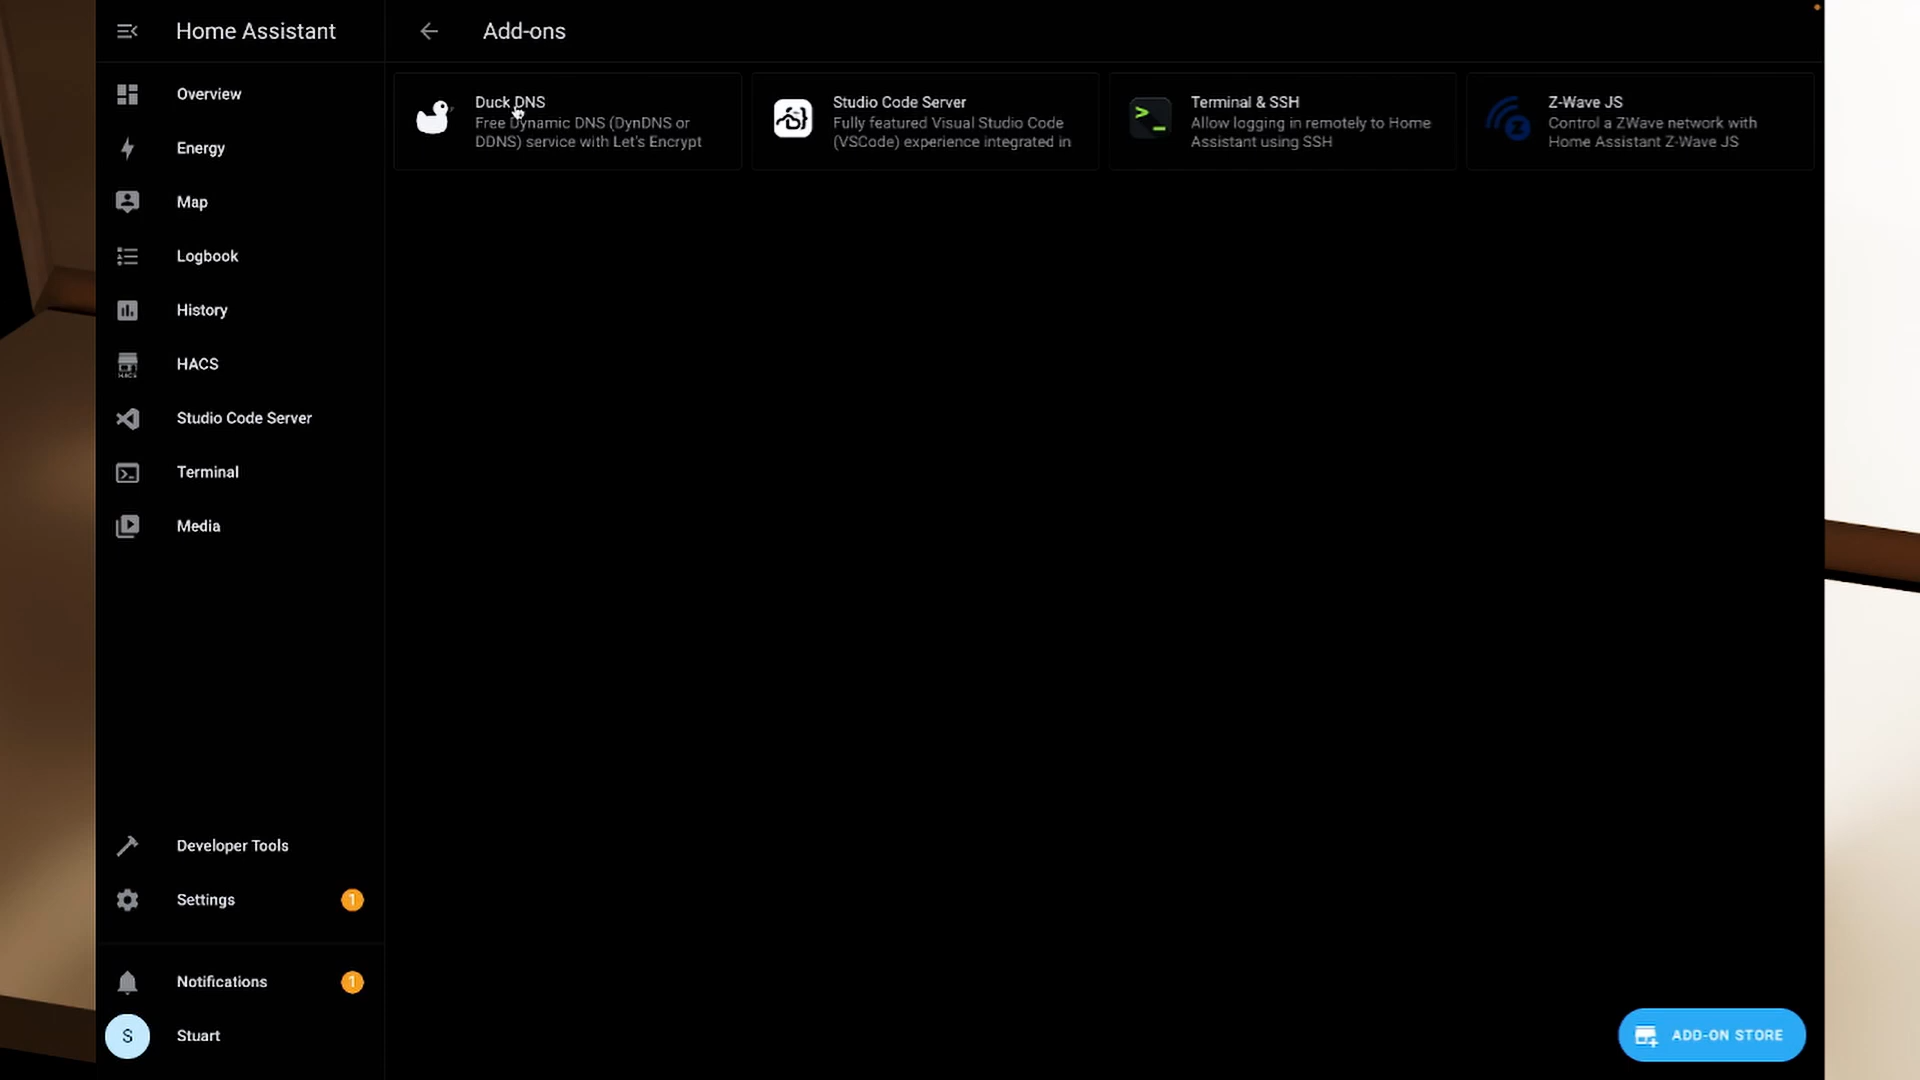 Home Assistant
Add-ons
Overview
Energy
Map
Logbook
History
HACS
Studio Code Server
Terminal
Media
Developer Tools
Settings 1
Notifications 1
S Stuart
Duck DNS
Free Dynamic DNS (DynDNS or
DDNS) service with Let's Encrypt
Studio Code Server
Fully featured Visual Studio Code
(VSCode) experience integrated in
>_
Terminal & SSH
Allow logging in remotely to Home
Assistant using SSH
Z
Z-Wave JS
Control a ZWave network with
Home Assistant Z-Wave JS
ADD-ON STORE